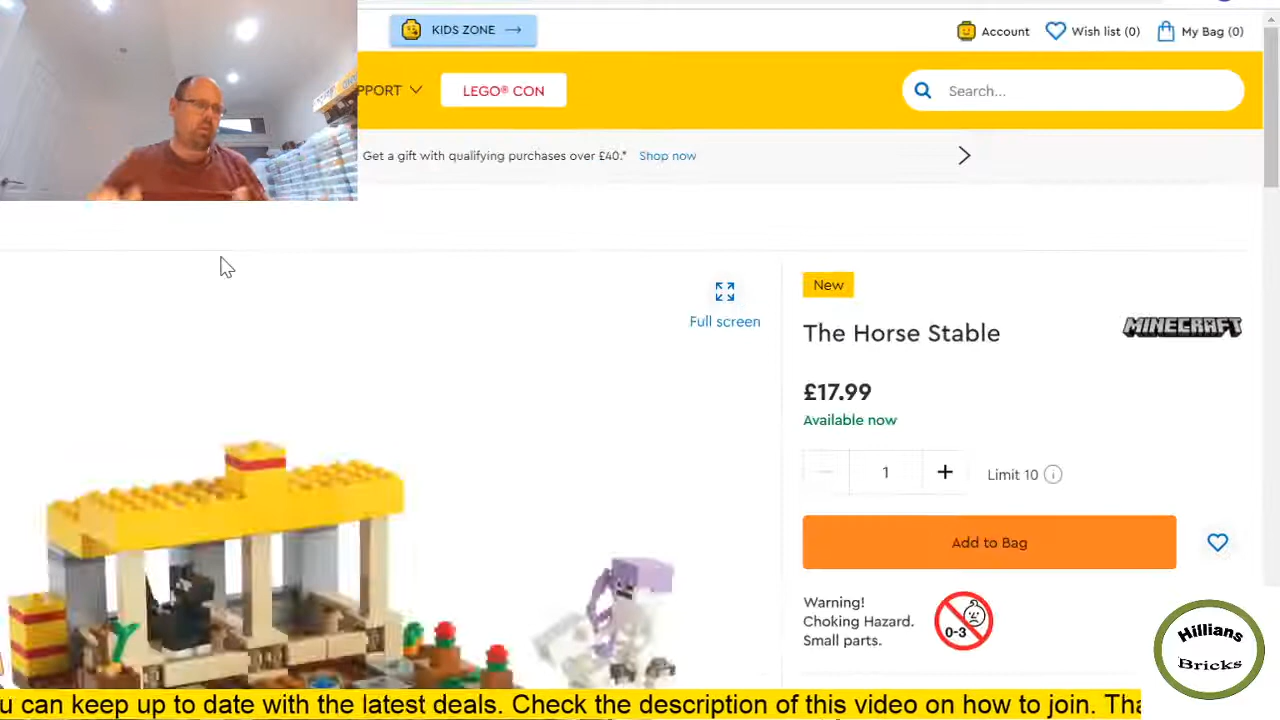 KIDS ZONE →
Account
Wish list (0)
My Bag (0)
PPORT
LEGO® CON
Search...
Get a gift with qualifying purchases over £40.* Shop now
Full screen
New
The Horse Stable
MINECRAFT
£17.99
Available now
1
Limit 10
Add to Bag
Warning!
Choking Hazard.
Small parts.
0-3
Hillians
Bricks
u can keep up to date with the latest deals. Check the description of this video on how to join. Tha